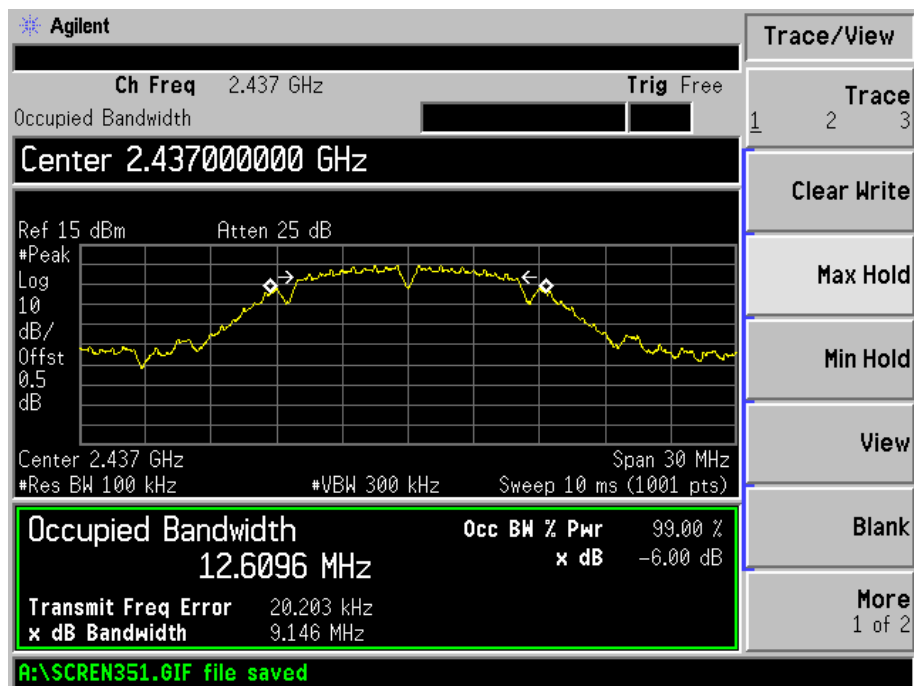 Agilent
Trace/View
Ch Freq 2.437 GHz Trig Free
Occupied Bandwidth
Center 2.437000000 GHz
Ref 15 dBm Atten 25 dB
#Peak
Log
10
dB/
Offst
0.5
dB
Center 2.437 GHz Span 30 MHz
#Res BW 100 kHz #VBW 300 kHz Sweep 10 ms (1001 pts)
Occupied Bandwidth
12.6096 MHz
Occ BW % Pwr 99.00 %
x dB -6.00 dB
Transmit Freq Error 20.203 kHz
x dB Bandwidth 9.146 MHz
A:\SCREN351.GIF file saved
Trace
1 2 3
Clear Write
Max Hold
Min Hold
View
Blank
More
1 of 2